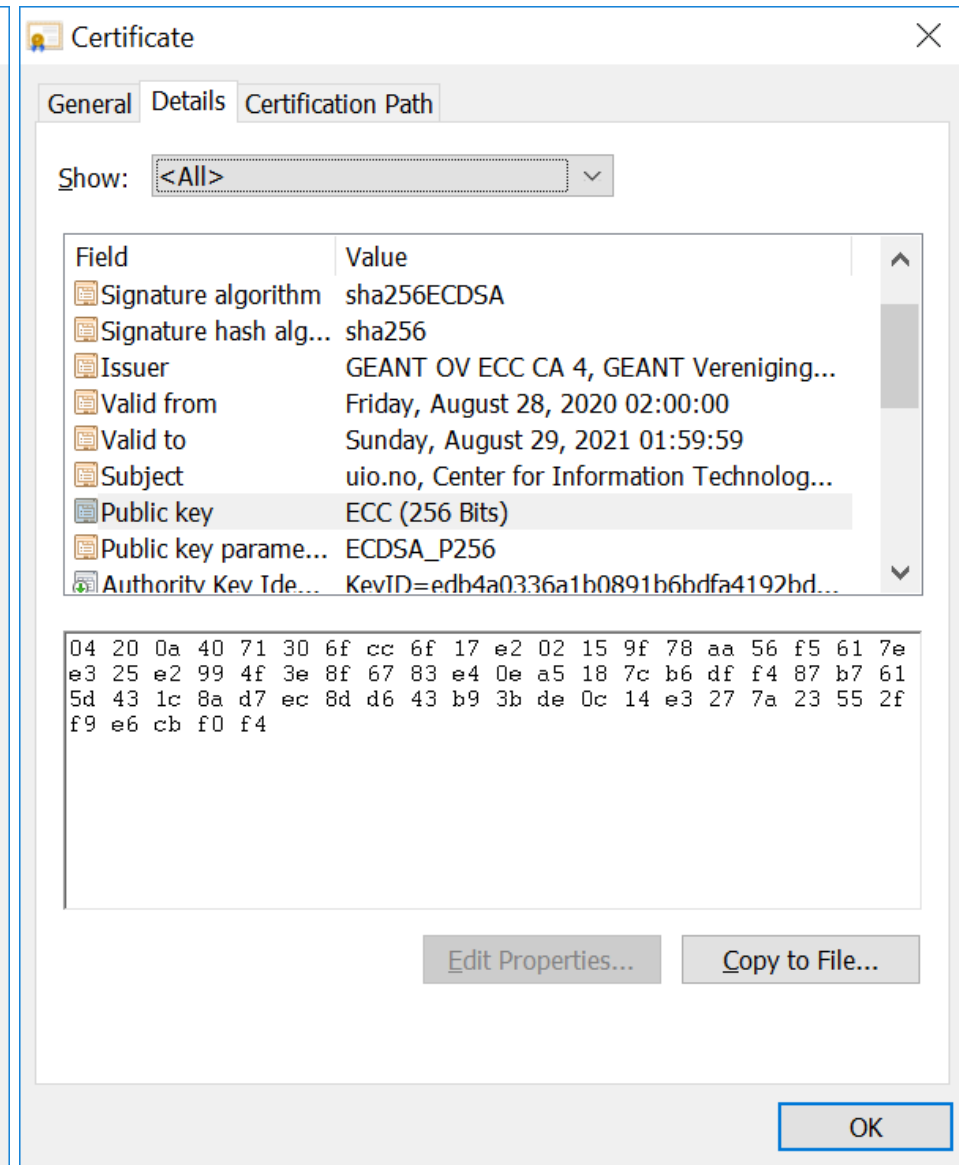 Certificate
General Details Certification Path
Show: <All>
Field Value
Signature algorithm sha256ECDSA
Signature hash alg... sha256
Issuer GEANT OV ECC CA 4, GEANT Vereniging...
Valid from Friday, August 28, 2020 02:00:00
Valid to Sunday, August 29, 2021 01:59:59
Subject uio.no, Center for Information Technolog...
Public key ECC (256 Bits)
Public key parame... ECDSA_P256
Authority Key Ide... KeyID=edb4a0336a1b0891b6bdfa4192bd...
04 20 0a 40 71 30 6f cc 6f 17 e2 02 15 9f 78 aa 56 f5 61 7e
e3 25 e2 99 4f 3e 8f 67 83 e4 0e a5 18 7c b6 df f4 87 b7 61
5d 43 1c 8a d7 ec 8d d6 43 b9 3b de 0c 14 e3 27 7a 23 55 2f
f9 e6 cb f0 f4
Edit Properties... Copy to File...
OK